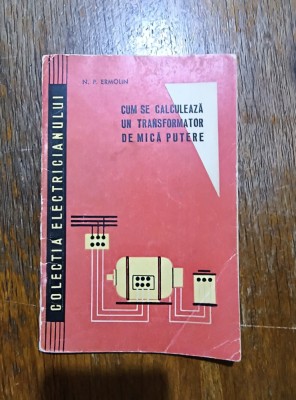 N. P. ERMOLIN
CUM SE CALCULEAZĂ
UN TRANSFORMATOR
DE MICĂ PUTERE
COLECȚIA ELECTRICIANULUI